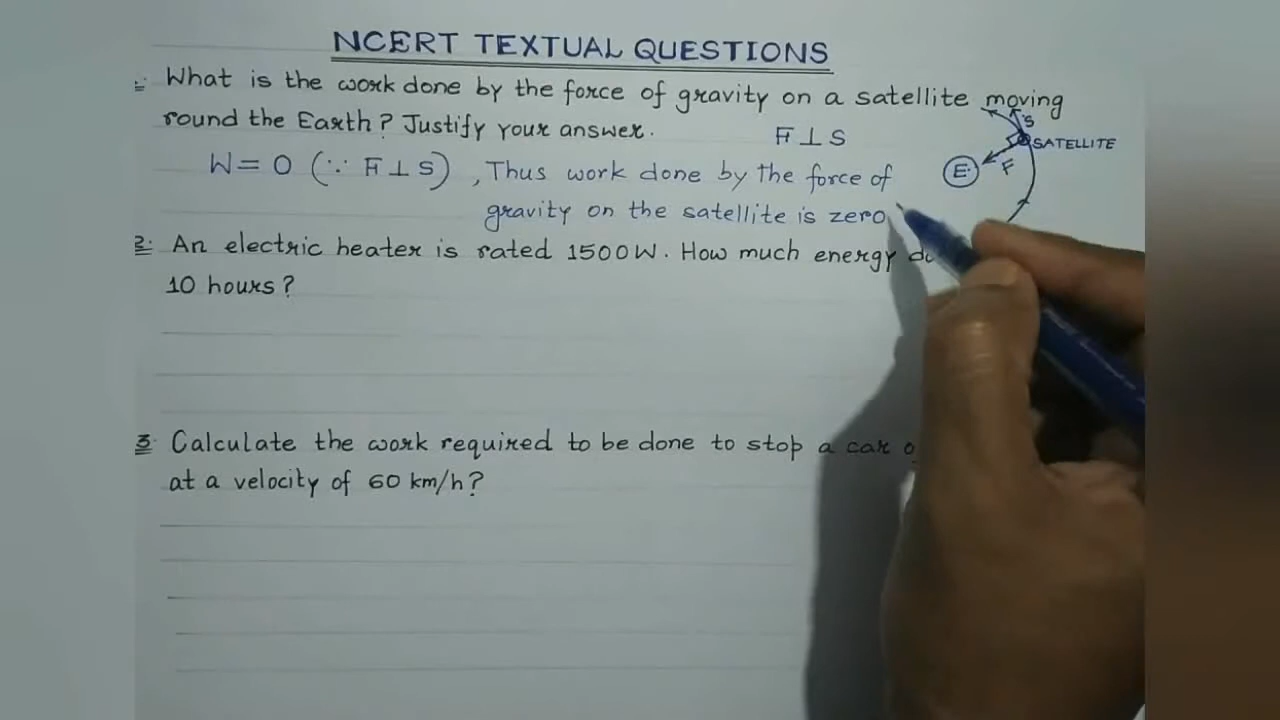 NCERT TEXTUAL QUESTIONS
1. What is the work done by the force of gravity on a satellite moving
round the Earth? Justify your answer.
F ⊥ S
S
SATELLITE
E
F
W = 0 (∵ F ⊥ S), Thus work done by the force of
gravity on the satellite is zero
2. An electric heater is rated 1500W. How much energy
10 hours?
3. Calculate the work required to be done to stop a car
at a velocity of 60 km/h?